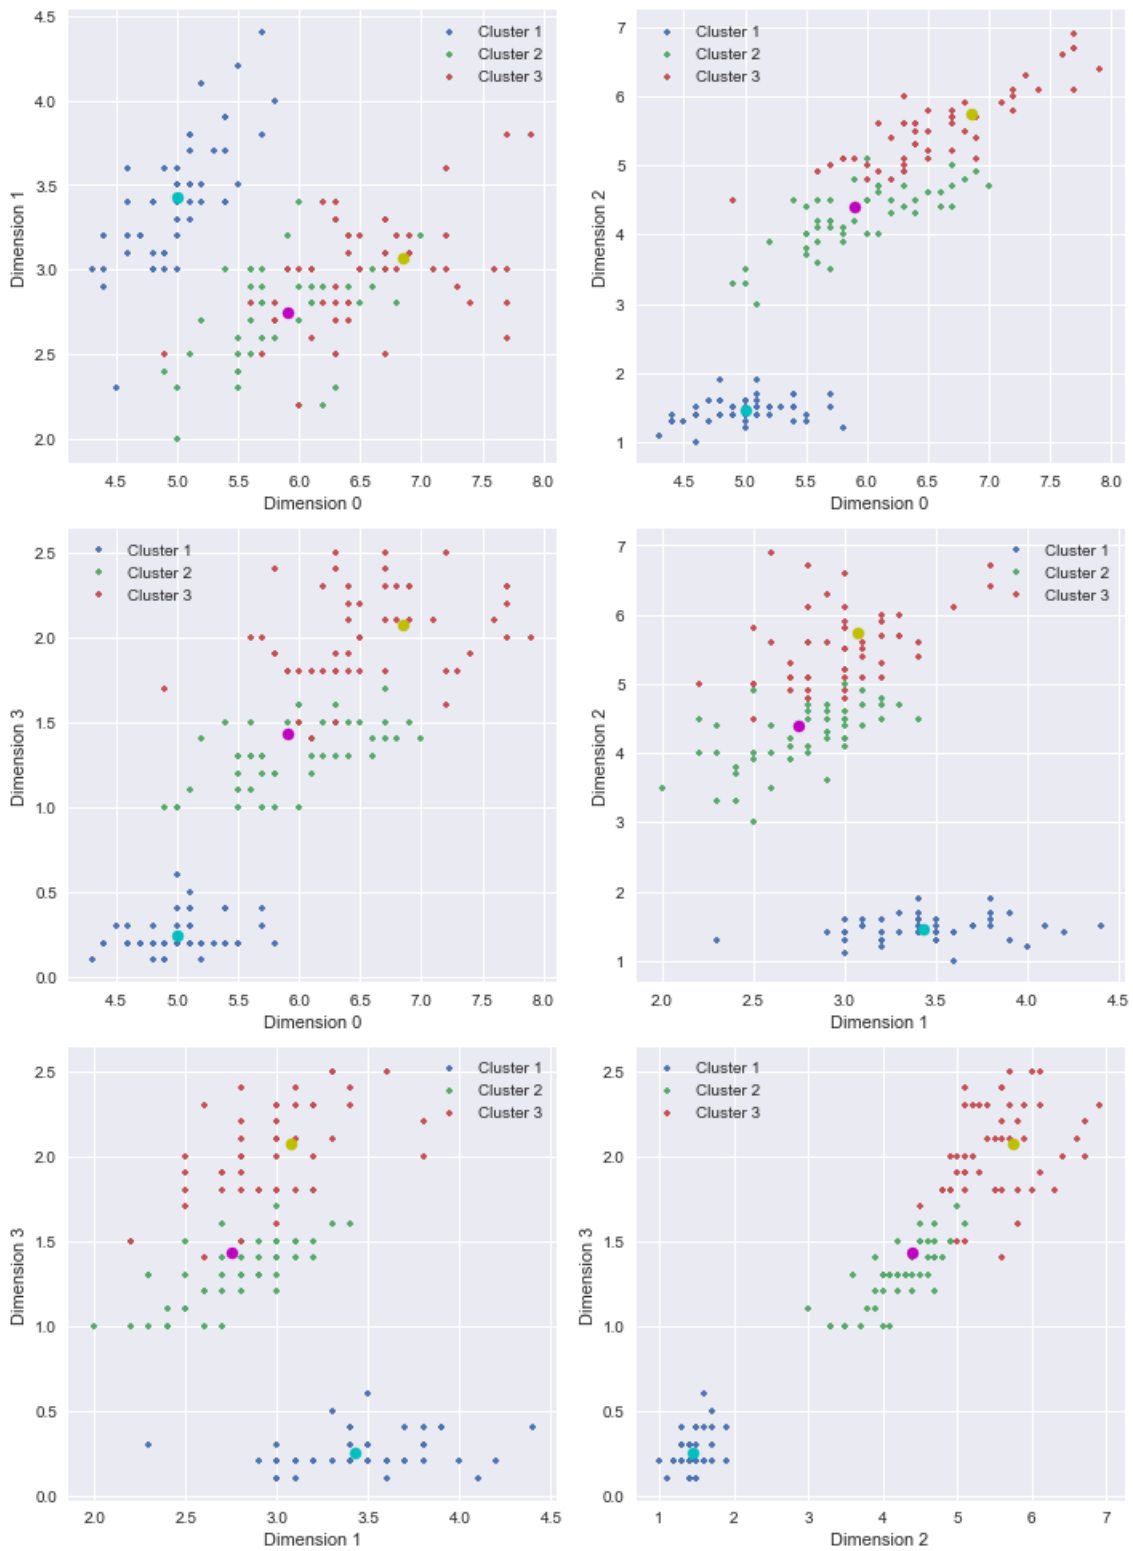 4.5
4.0
3.5
3.0
2.5
2.0
Dimension 1
Cluster 1
Cluster 2
Cluster 3
4.5 5.0 5.5 6.0 6.5 7.0 7.5 8.0
Dimension 0
7
6
5
4
3
2
1
Dimension 2
Cluster 1
Cluster 2
Cluster 3
4.5 5.0 5.5 6.0 6.5 7.0 7.5 8.0
Dimension 0
2.5
2.0
1.5
1.0
0.5
0.0
Dimension 3
Cluster 1
Cluster 2
Cluster 3
4.5 5.0 5.5 6.0 6.5 7.0 7.5 8.0
Dimension 0
7
6
5
4
3
2
1
Dimension 2
Cluster 1
Cluster 2
Cluster 3
2.0 2.5 3.0 3.5 4.0 4.5
Dimension 1
2.5
2.0
1.5
1.0
0.5
0.0
Dimension 3
Cluster 1
Cluster 2
Cluster 3
2.0 2.5 3.0 3.5 4.0 4.5
Dimension 1
2.5
2.0
1.5
1.0
0.5
0.0
Dimension 3
Cluster 1
Cluster 2
Cluster 3
1 2 3 4 5 6 7
Dimension 2